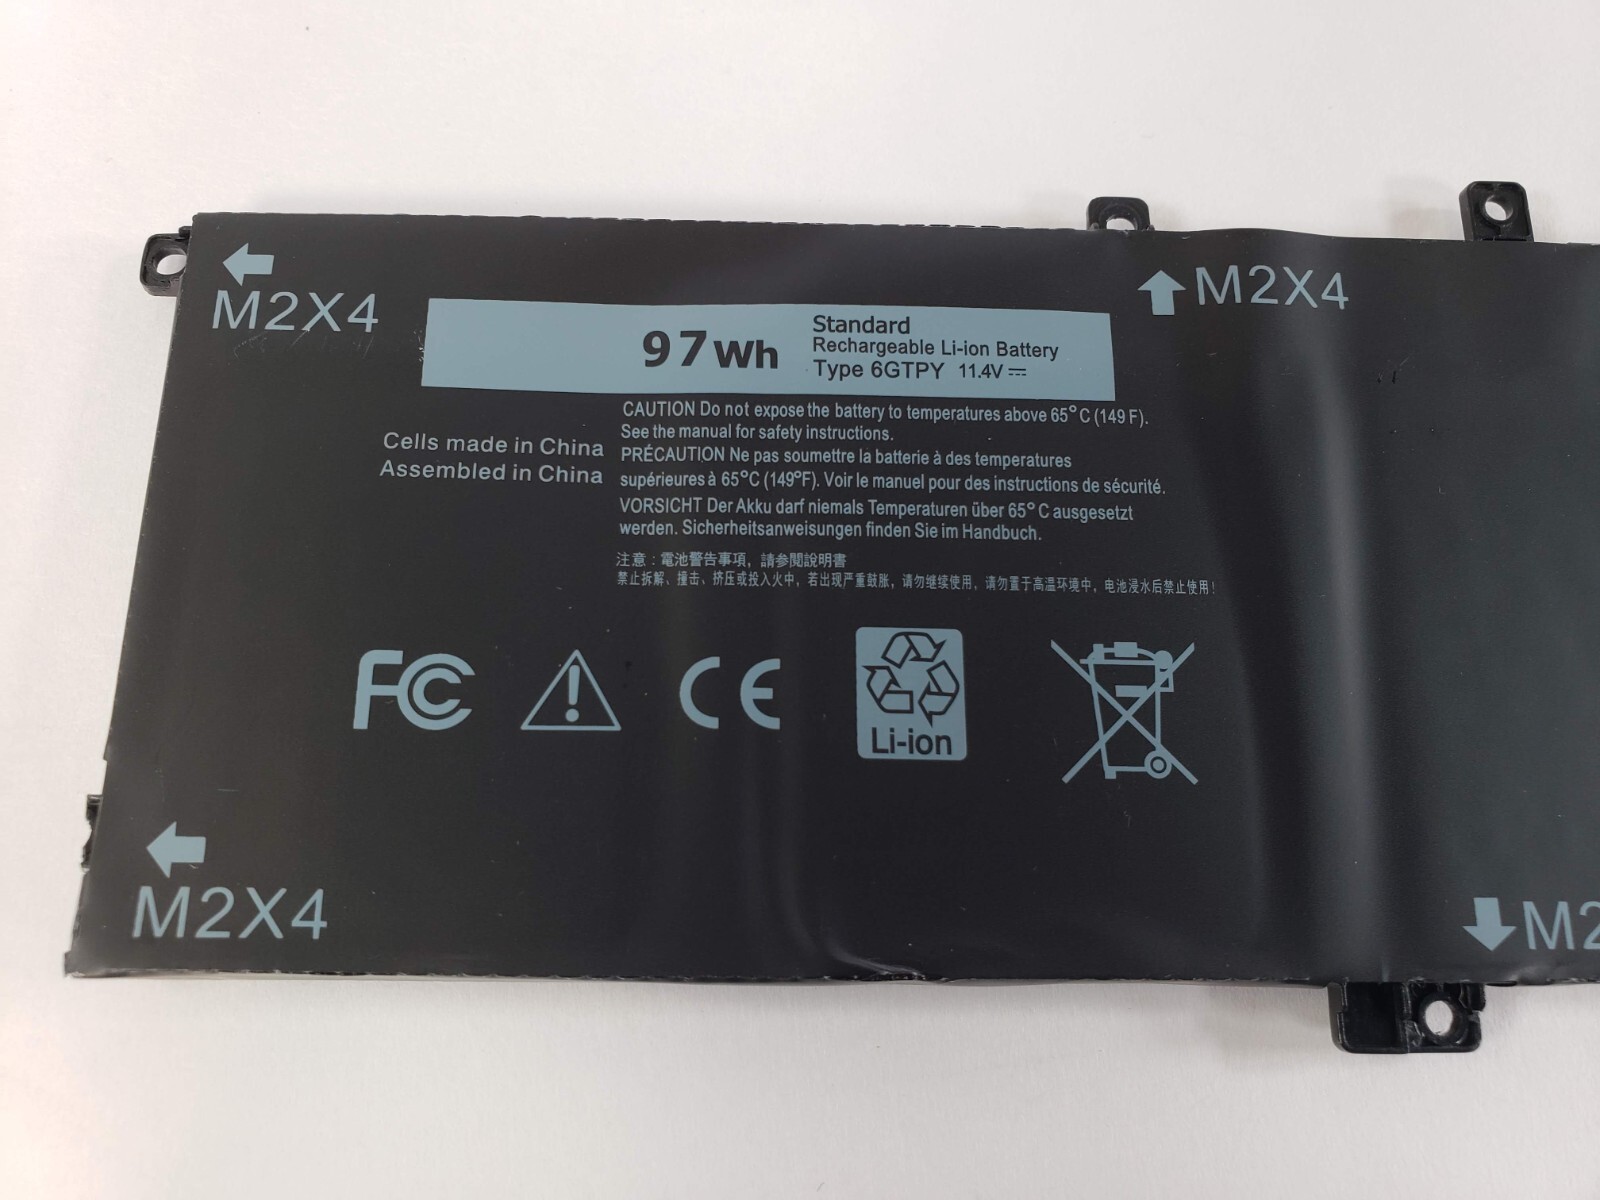 M2X4
M2X4
97Wh
Standard
Rechargeable Li-ion Battery
Type 6GTPY 11.4V
Cells made in China
Assembled in China
CAUTION Do not expose the battery to temperatures above 65°C (149 F).
See the manual for safety instructions.
PRÉCAUTION Ne pas soumettre la batterie à des temperatures
supérieures à 65°C (149°F). Voir le manuel pour des instructions de sécurité.
VORSICHT Der Akku darf niemals Temperaturen über 65°C ausgesetzt
werden. Sicherheitsanweisungen finden Sie im Handbuch.
注意：電池警告事項，請参閲說明書
禁止拆解、撞击、挤压或投入火中，若出现严重鼓胀，请勿继续使用，请勿置于高温环境中，电池浸水后禁止使用！
FC
CE
Li-ion
M2X4
M2